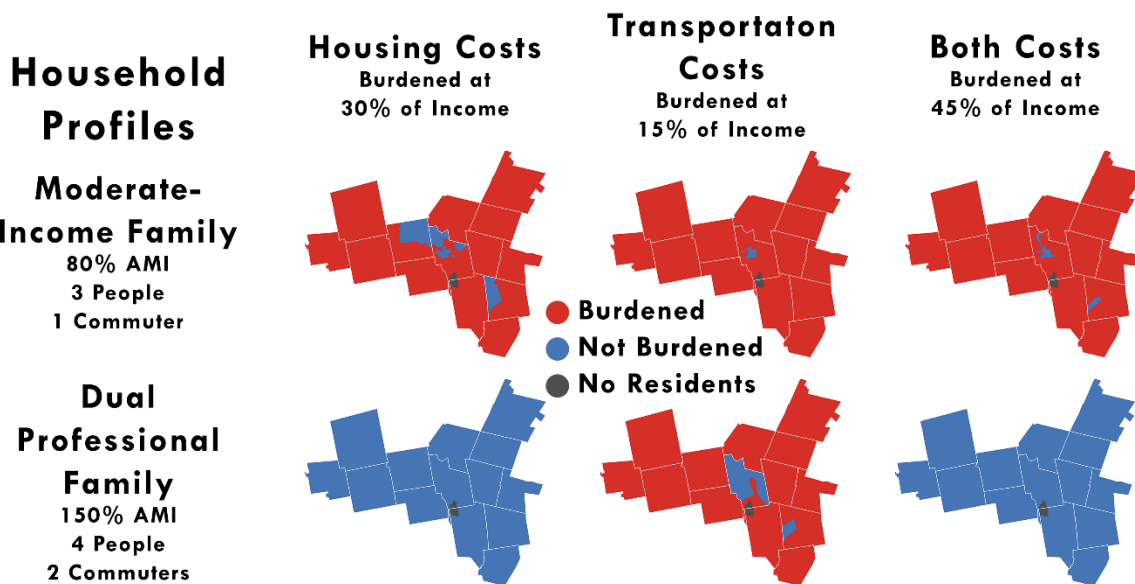 Household
Profiles
Housing Costs
Burdened at
30% of Income
Transportaton
Costs
Burdened at
15% of Income
Both Costs
Burdened at
45% of Income
Moderate-
Income Family
80% AMI
3 People
1 Commuter
Burdened
Not Burdened
No Residents
Dual
Professional
Family
150% AMI
4 People
2 Commuters